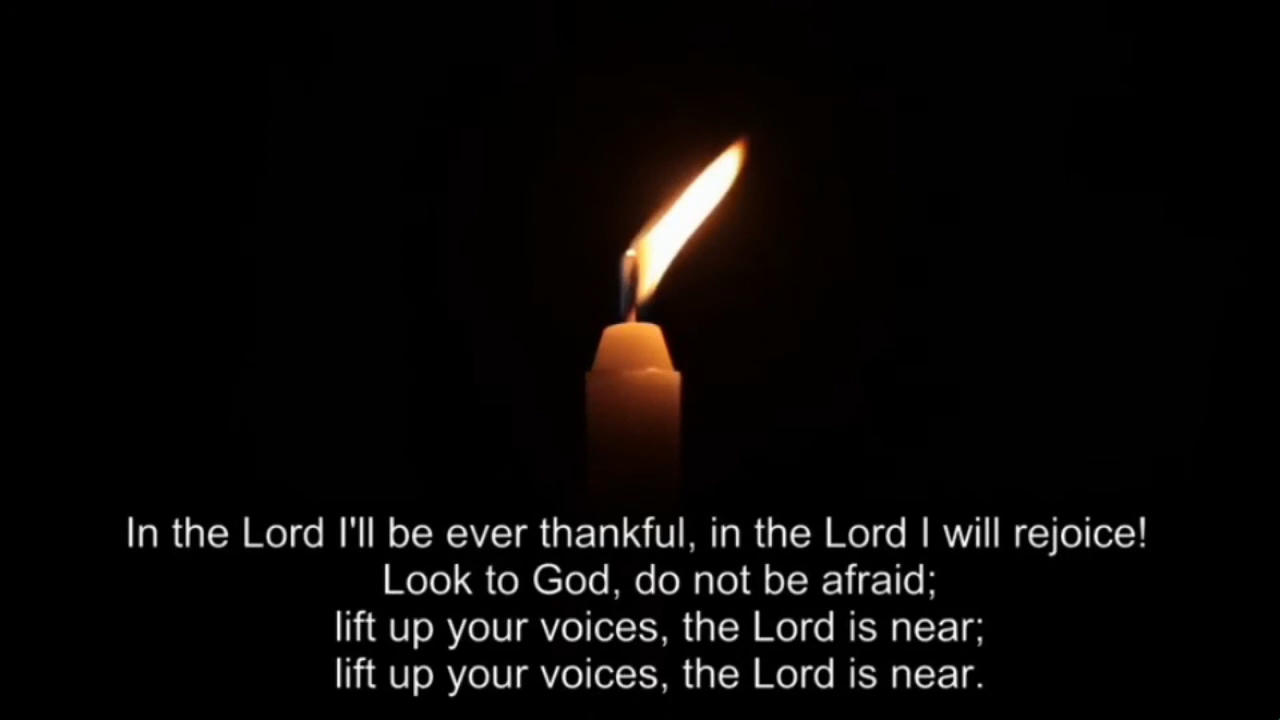 In the Lord I'll be ever thankful, in the Lord I will rejoice!
Look to God, do not be afraid;
lift up your voices, the Lord is near;
lift up your voices, the Lord is near.